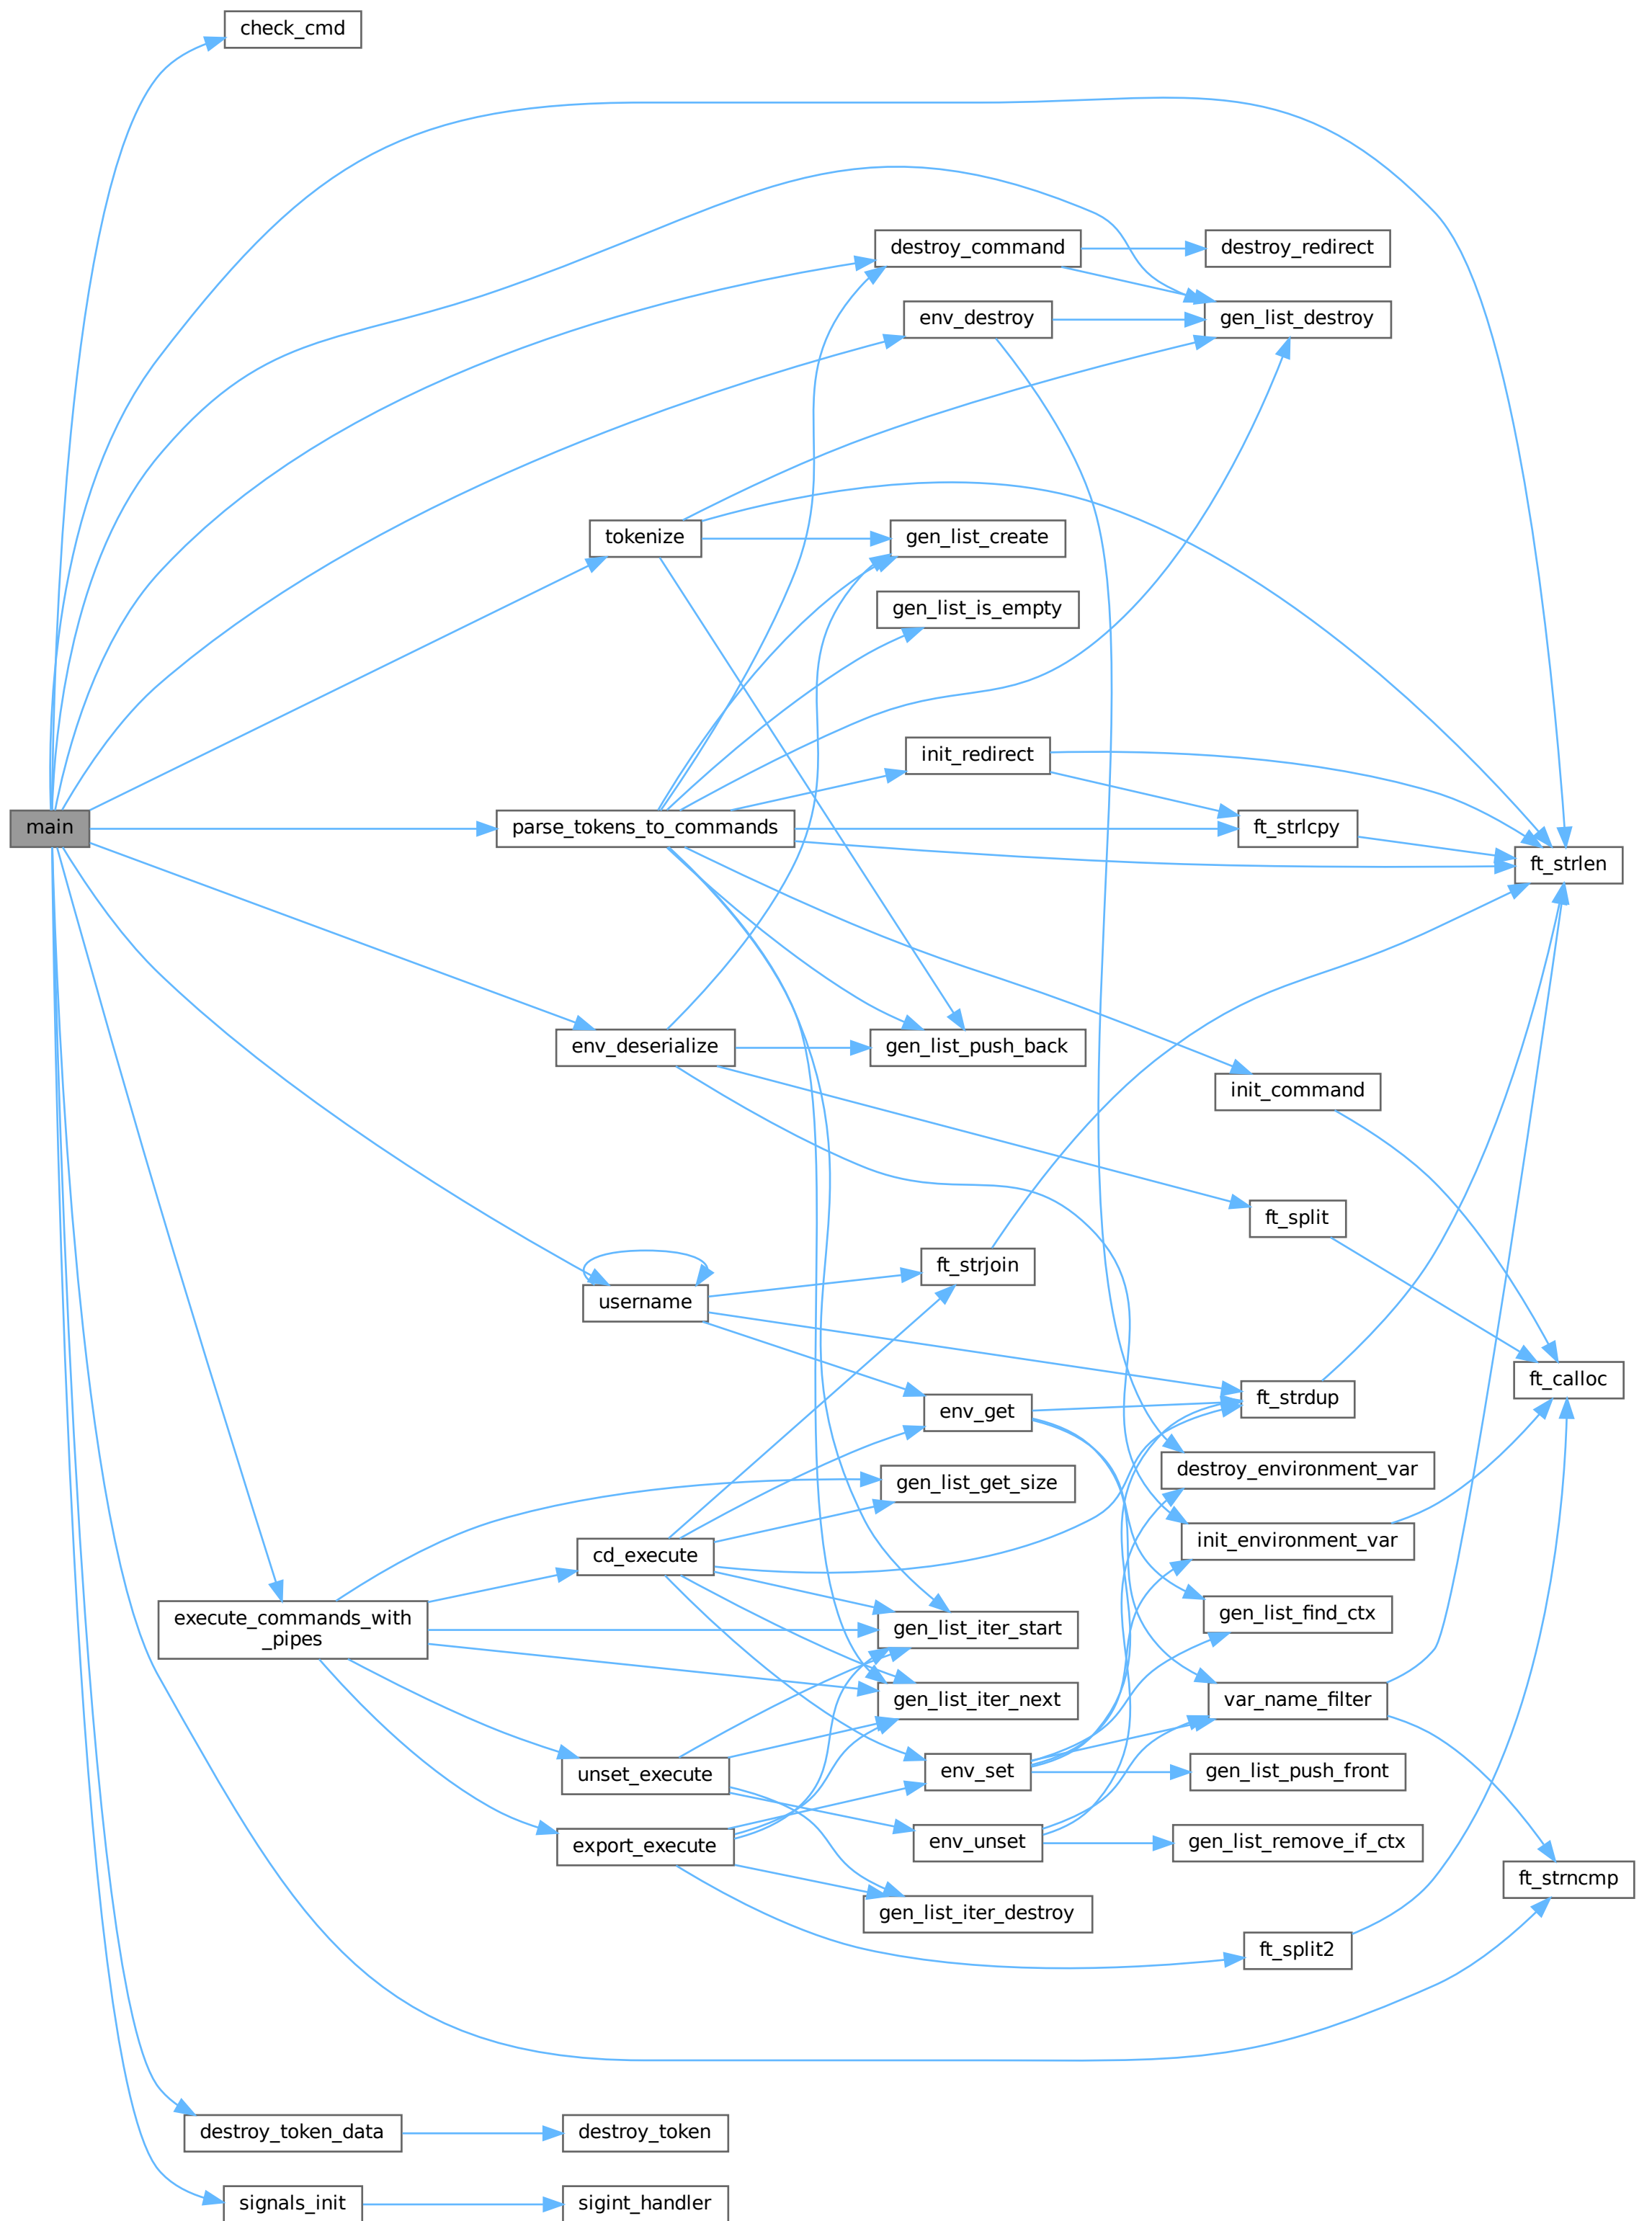 check_cmd
destroy_command
destroy_redirect
env_destroy
gen_list_destroy
tokenize
gen_list_create
gen_list_is_empty
init_redirect
main
parse_tokens_to_commands
ft_strlcpy
ft_strlen
env_deserialize
gen_list_push_back
init_command
ft_split
ft_strjoin
username
ft_calloc
ft_strdup
env_get
destroy_environment_var
gen_list_get_size
init_environment_var
cd_execute
gen_list_find_ctx
execute_commands_with
_pipes
gen_list_iter_start
gen_list_iter_next
var_name_filter
env_set
gen_list_push_front
unset_execute
env_unset
gen_list_remove_if_ctx
export_execute
ft_strncmp
gen_list_iter_destroy
ft_split2
destroy_token_data
destroy_token
signals_init
sigint_handler